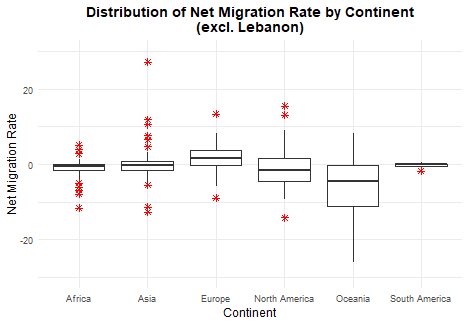 Distribution of Net Migration Rate by Continent
(excl. Lebanon)
Net Migration Rate
20
0
-20
Africa
Asia
Europe
North America
Oceania
South America
Continent